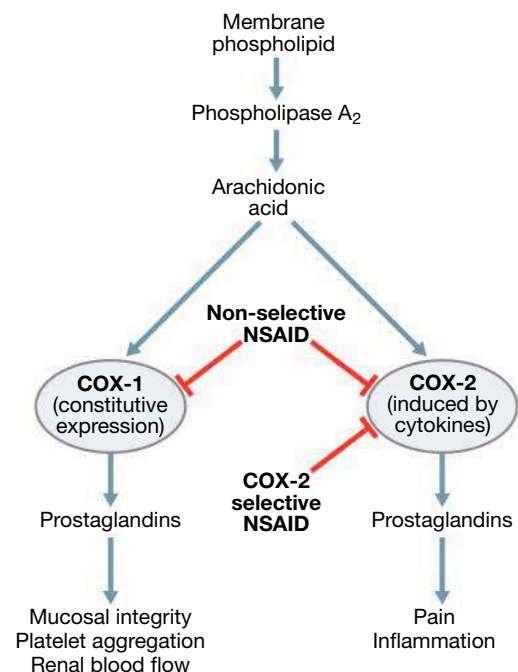 Membrane
phospholipid
Phospholipase A₂
Arachidonic
acid
Non-selective
NSAID
COX-1
(constitutive
expression)
COX-2
(induced by
cytokines)
COX-2
selective
NSAID
Prostaglandins
Prostaglandins
Mucosal integrity
Platelet aggregation
Renal blood flow
Pain
Inflammation